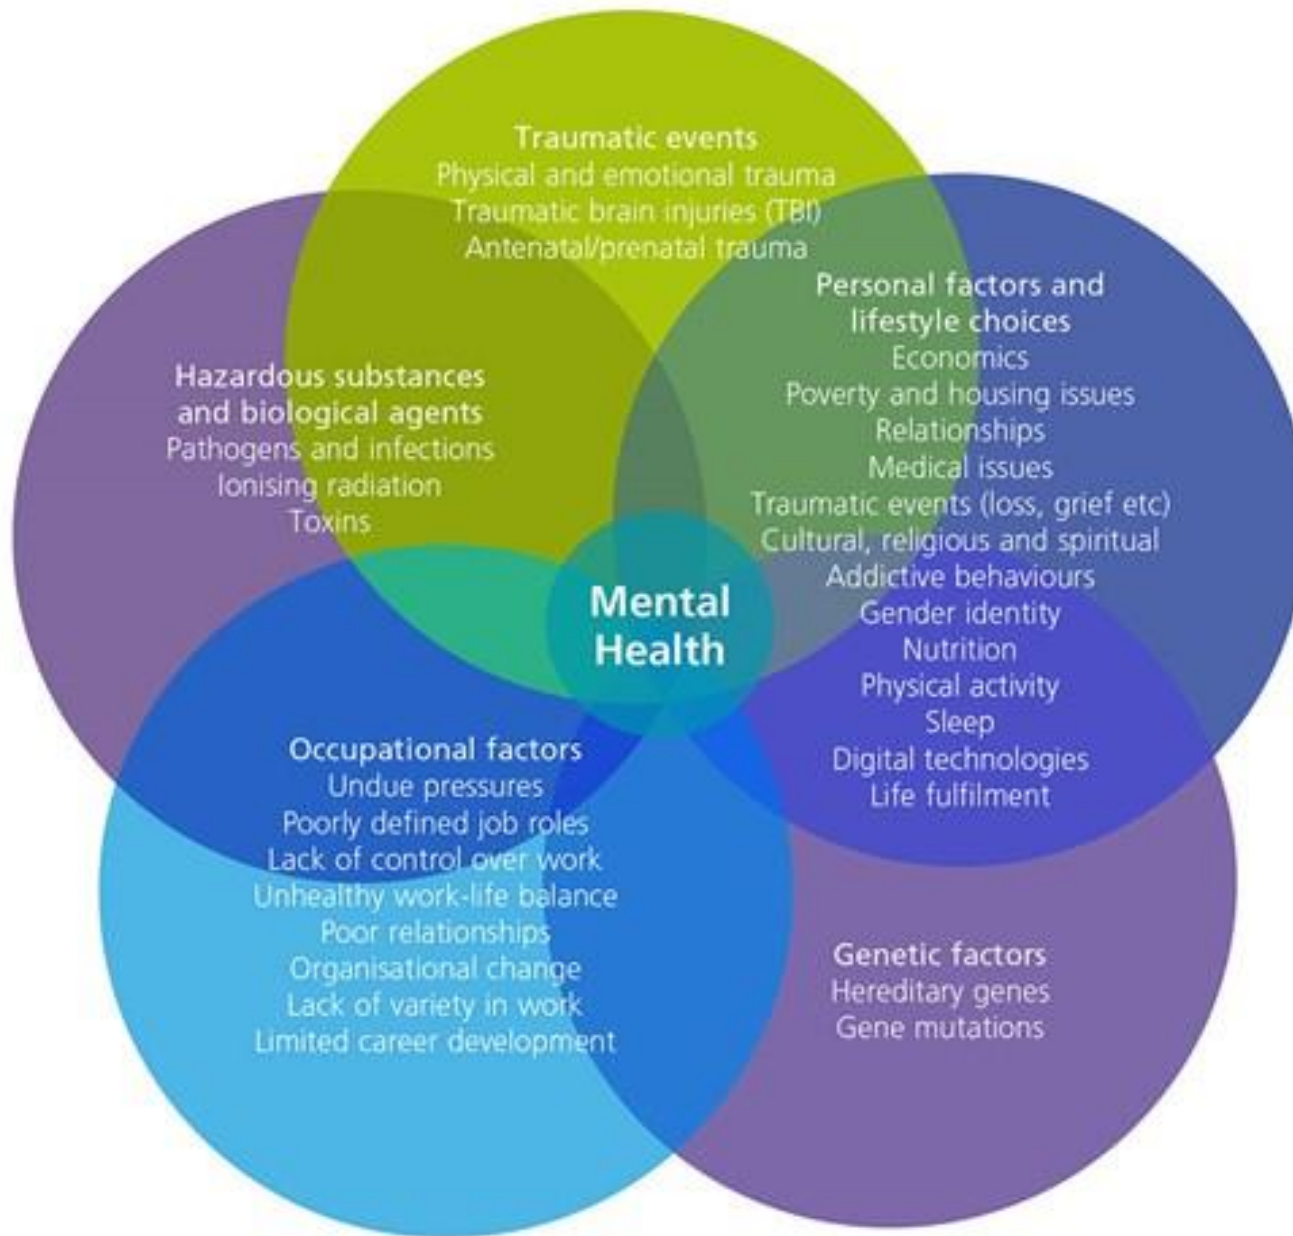 Traumatic events
Physical and emotional trauma
Traumatic brain injuries (TBI)
Antenatal/prenatal trauma
Personal factors and
lifestyle choices
Economics
Poverty and housing issues
Relationships
Medical issues
Traumatic events (loss, grief etc)
Cultural, religious and spiritual
Addictive behaviours
Gender identity
Nutrition
Physical activity
Sleep
Digital technologies
Life fulfilment
Hazardous substances
and biological agents
Pathogens and infections
Ionising radiation
Toxins
Mental
Health
Occupational factors
Undue pressures
Poorly defined job roles
Lack of control over work
Unhealthy work-life balance
Poor relationships
Organisational change
Lack of variety in work
Limited career development
Genetic factors
Hereditary genes
Gene mutations